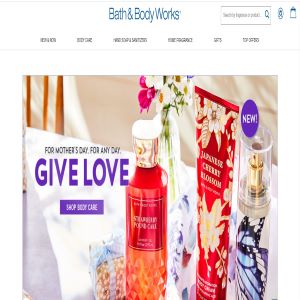 Bath & Body Works
Search by fragrance or product...
NEW & NOW
BODY CARE
HAND SOAP & SANITIZERS
HOME FRAGRANCE
GIFTS
TOP OFFERS
FOR MOTHER'S DAY, FOR ANY DAY.
GIVE LOVE
SHOP BODY CARE
NEW!
JAPANESE
CHERRY
BLOSSOM
STRAWBERRY
POUND CAKE